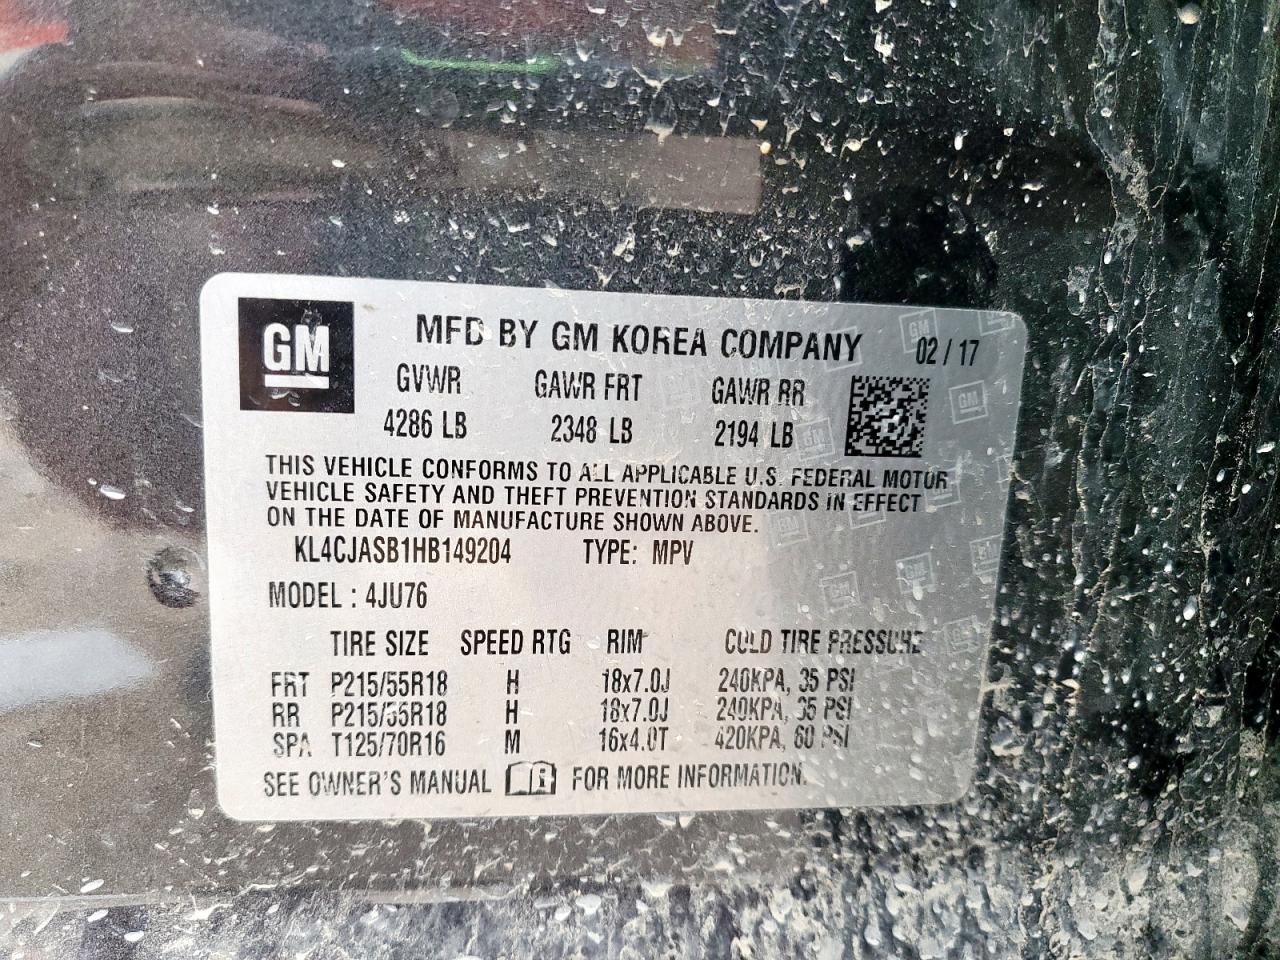 GM
MFD BY GM KOREA COMPANY 02 / 17
GVWR GAWR FRT GAWR RR
4286 LB 2348 LB 2194 LB
THIS VEHICLE CONFORMS TO ALL APPLICABLE U.S. FEDERAL MOTOR
VEHICLE SAFETY AND THEFT PREVENTION STANDARDS IN EFFECT
ON THE DATE OF MANUFACTURE SHOWN ABOVE.
KL4CJASB1HB149204 TYPE: MPV
MODEL : 4JU76
TIRE SIZE SPEED RTG RIM COLD TIRE PRESSURE
FRT P215/55R18 H 18x7.0J 240KPA, 35 PSI
RR P215/55R18 H 18x7.0J 240KPA, 35 PSI
SPA T125/70R16 M 16x4.0T 420KPA, 60 PSI
SEE OWNER'S MANUAL FOR MORE INFORMATION.